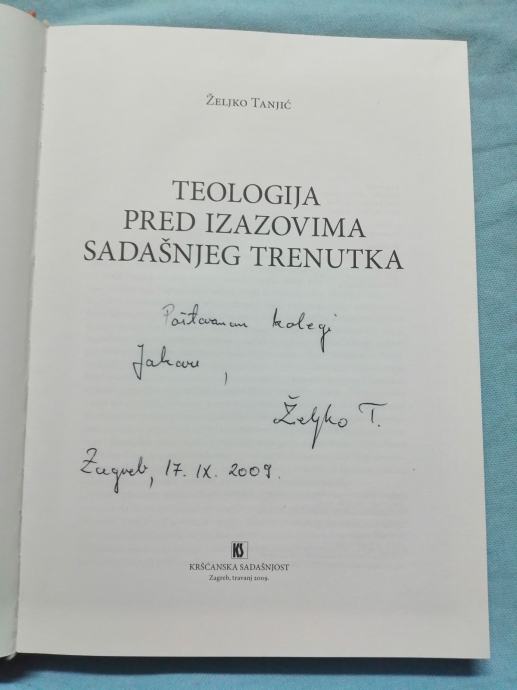 Željko Tanjić
TEOLOGIJA
PRED IZAZOVIMA
SADAŠNJEG TRENUTKA
Poštovanom kolegi
Jakovu,
Željko T.
Zagreb, 17. IX. 2009.
KS
KRŠĆANSKA SADAŠNJOST
Zagreb, travanj 2009.